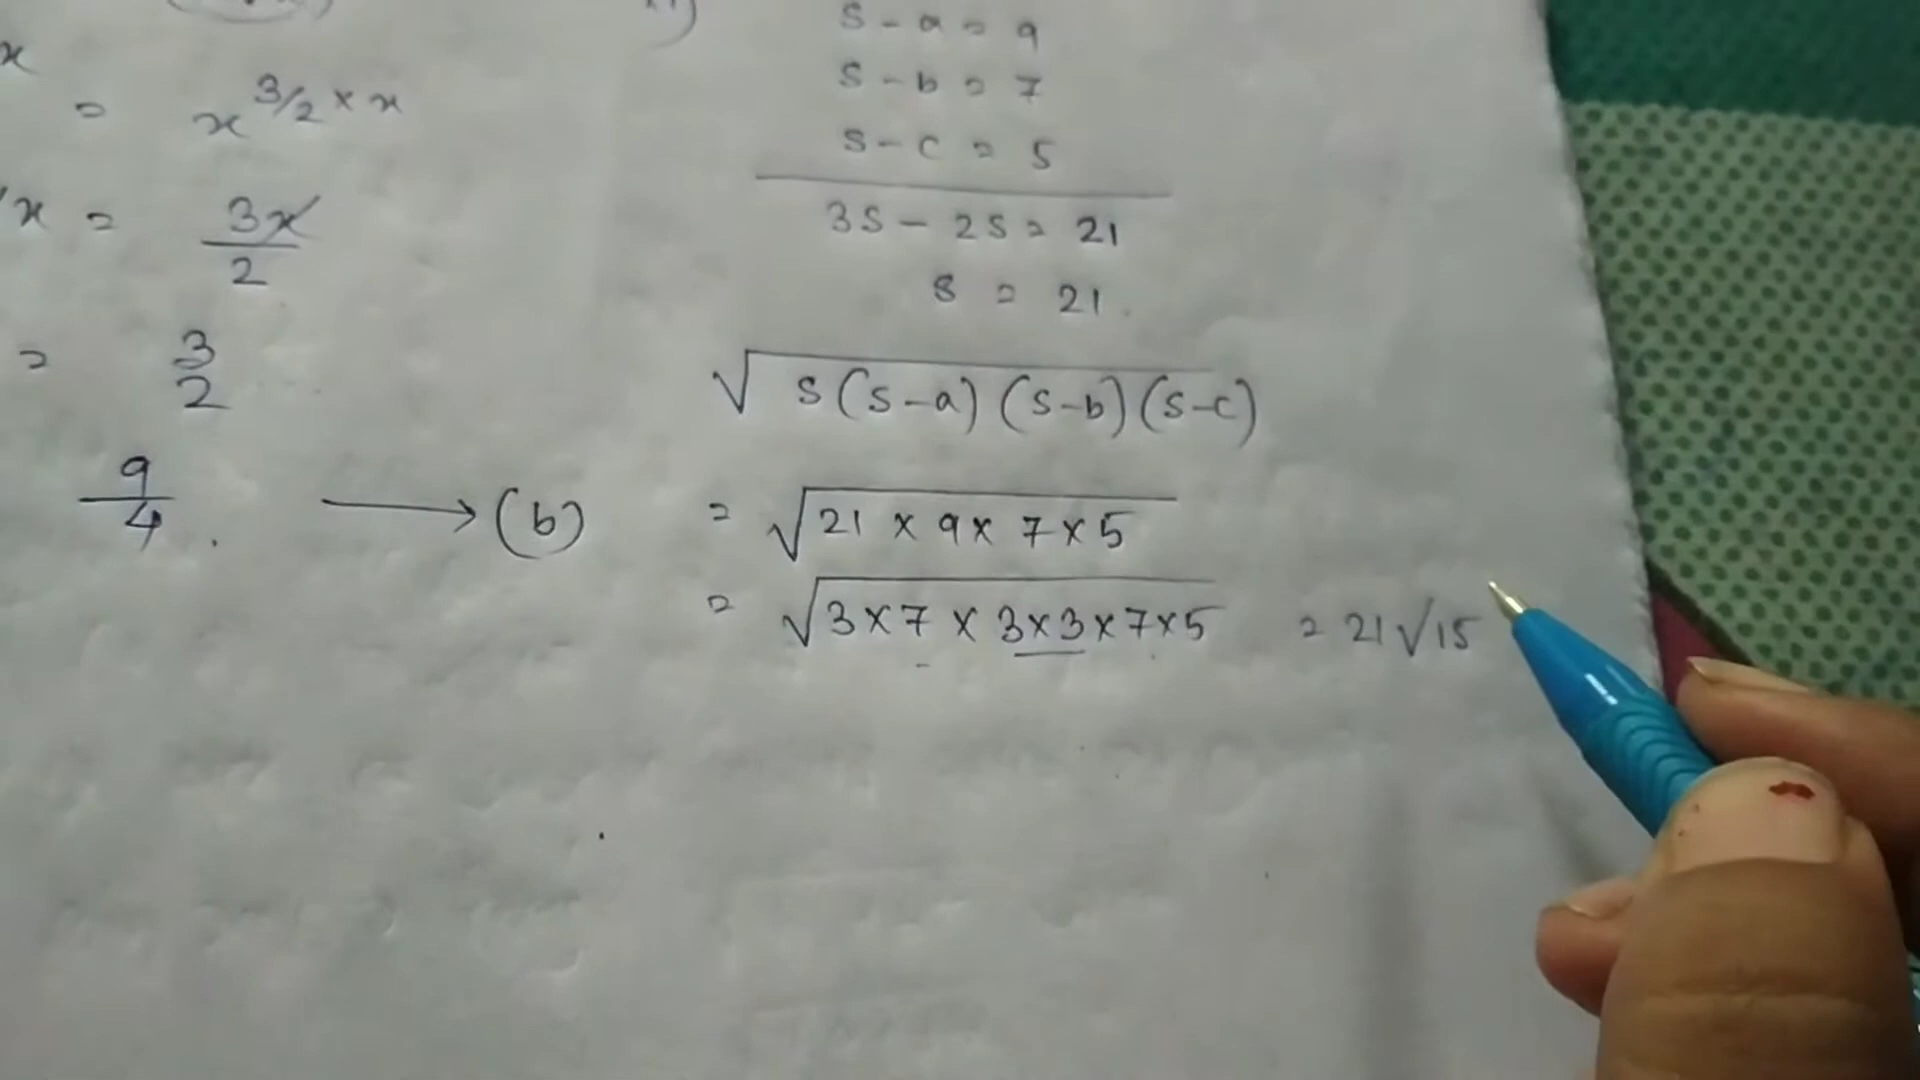 x
= x^3/2 × x
x = 3x/2
= 3/2
9/4. → (b)
s - a = 9
s - b = 7
s - c = 5
3s - 2s = 21
s = 21.
√s(s-a)(s-b)(s-c)
= √21 × 9 × 7 × 5
= √3×7 × 3×3×7×5 = 21√15